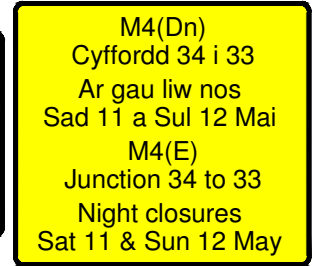 M4(Dn)
Cyffordd 34 i 33
Ar gau liw nos
Sad 11 a Sul 12 Mai
M4(E)
Junction 34 to 33
Night closures
Sat 11 & Sun 12 May